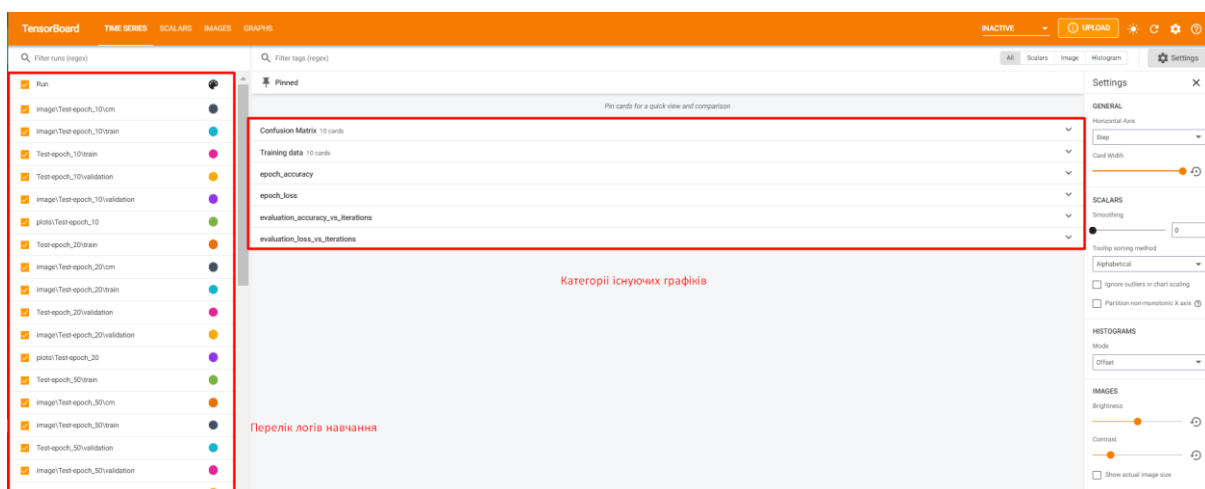 TensorBoard TIME SERIES SCALARS IMAGES GRAPHS INACTIVE UPLOAD
Filter runs (regex)
Filter tags (regex)
All Scalars Image Histogram
Settings
Run
image\Test-epoch_10\cm
image\Test-epoch_10\train
Test-epoch_10\train
Test-epoch_10\validation
image\Test-epoch_10\validation
plots\Test-epoch_10
Test-epoch_20\train
image\Test-epoch_20\cm
image\Test-epoch_20\train
Test-epoch_20\validation
image\Test-epoch_20\validation
plots\Test-epoch_20
Test-epoch_50\train
image\Test-epoch_50\cm
image\Test-epoch_50\train
Test-epoch_50\validation
image\Test-epoch_50\validation
Перелік логів навчання
Pinned
Pin cards for a quick view and comparison
Confusion Matrix 10 cards
Training data 10 cards
epoch_accuracy
epoch_loss
evaluation_accuracy_vs_iterations
evaluation_loss_vs_iterations
Категорії існуючих графіків
Settings
GENERAL
Horizontal Axis
Step
Card Width
SCALARS
Smoothing
0
Tooltip sorting method
Alphabetical
Ignore outliers in chart scaling
Partition non-monotonic X axis
HISTOGRAMS
Mode
Offset
IMAGES
Brightness
Contrast
Show actual image size